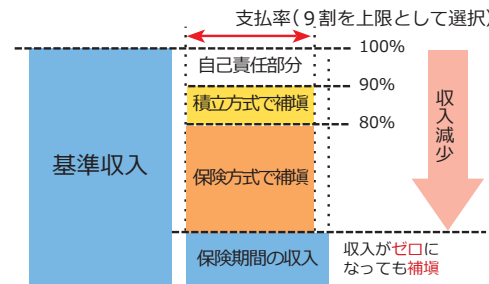 支払率(9割を上限として選択)
100%
自己責任部分
90%
積立方式で補塡
80%
基準収入
保険方式で補塡
収入減少
保険期間の収入
収入がゼロに
なっても補塡